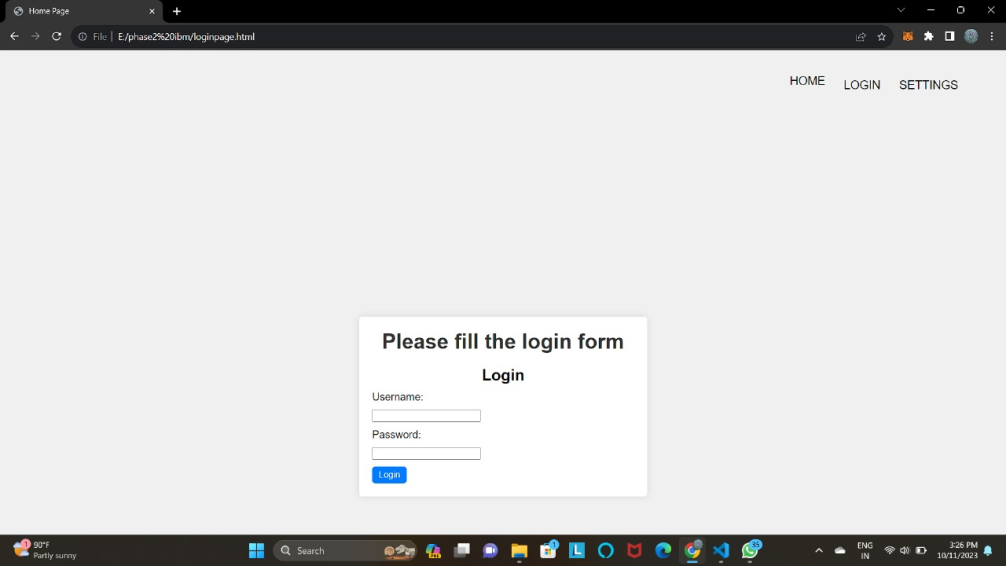 Home Page
File
E:/phase2%20ibm/loginpage.html
HOME
LOGIN
SETTINGS
Please fill the login form
Login
Username:
Password:
Login
90°F
Partly sunny
Search
ENG
IN
3:26 PM
10/11/2023